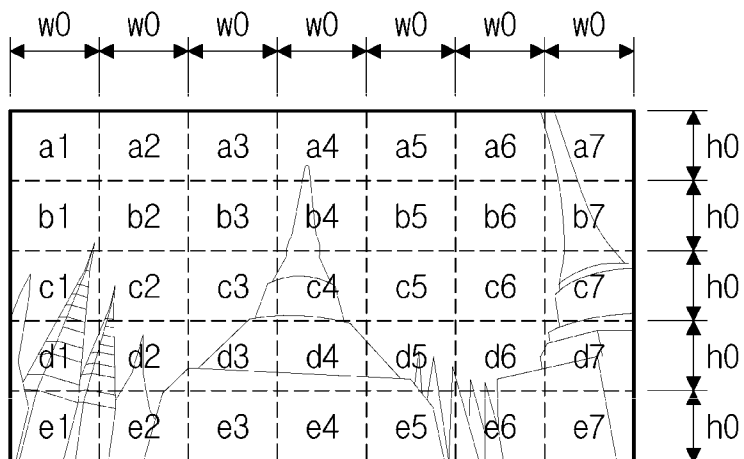 w0 w0 w0 w0 w0 w0 w0
a1 a2 a3 a4 a5 a6 a7 h0
b1 b2 b3 b4 b5 b6 b7 h0
c1 c2 c3 c4 c5 c6 c7 h0
d1 d2 d3 d4 d5 d6 d7 h0
e1 e2 e3 e4 e5 e6 e7 h0